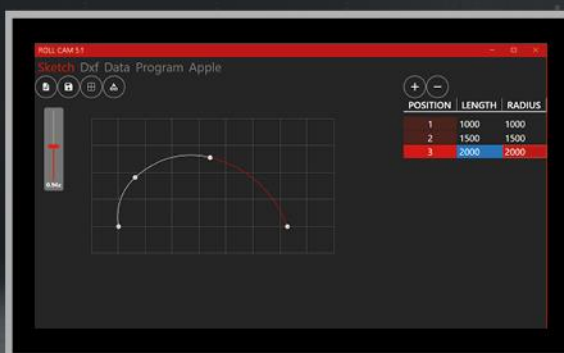 ROLL CAM 5.1
Sketch Dxf Data Program Apple
POSITION LENGTH RADIUS
1 1000 1000
2 1500 1500
3 2000 2000